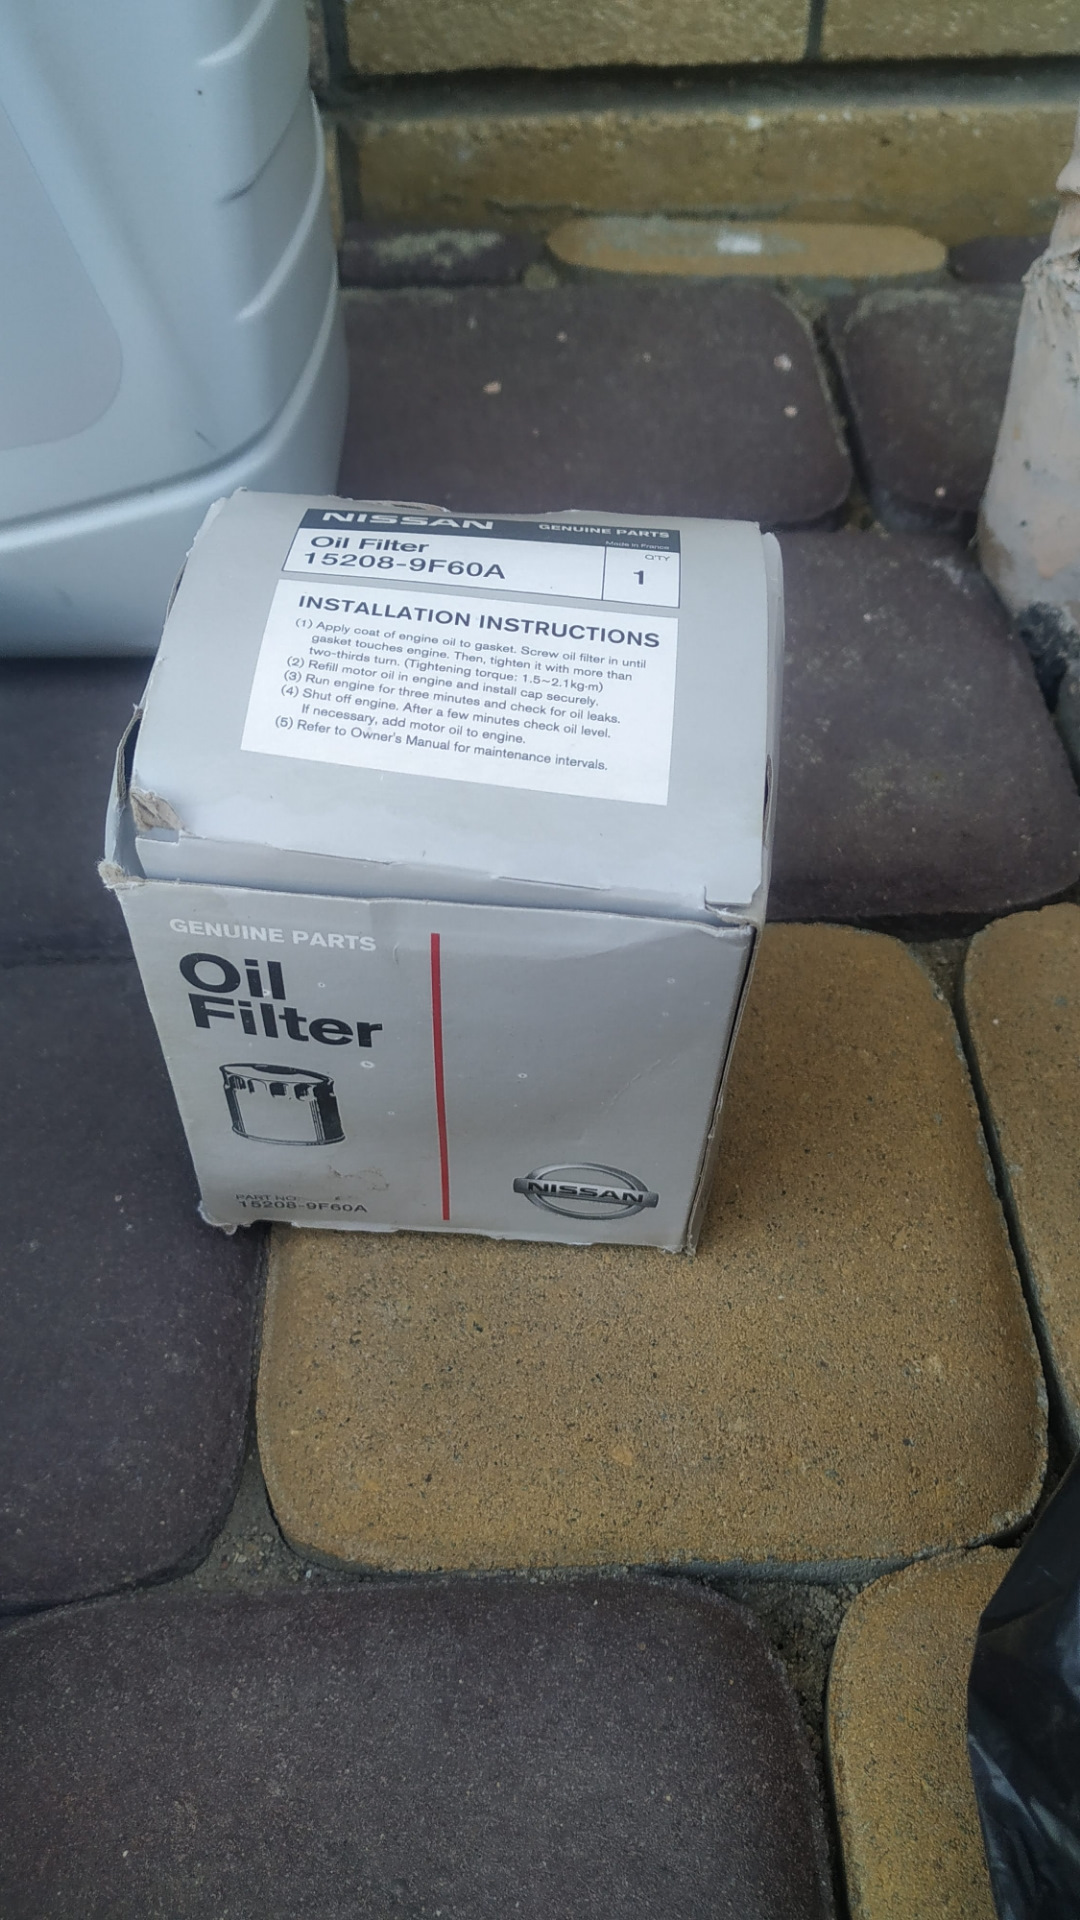 NISSAN GENUINE PARTS
Made in France
Oil Filter
15208-9F60A
Q'TY
1
INSTALLATION INSTRUCTIONS
(1) Apply coat of engine oil to gasket. Screw oil filter in until
gasket touches engine. Then, tighten it with more than
two-thirds turn. (Tightening torque: 1.5~2.1kg-m)
(2) Refill motor oil in engine and install cap securely.
(3) Run engine for three minutes and check for oil leaks.
(4) Shut off engine. After a few minutes check oil level.
If necessary, add motor oil to engine.
(5) Refer to Owner's Manual for maintenance intervals.
GENUINE PARTS
Oil
Filter
PART NO.
15208-9F60A
NISSAN